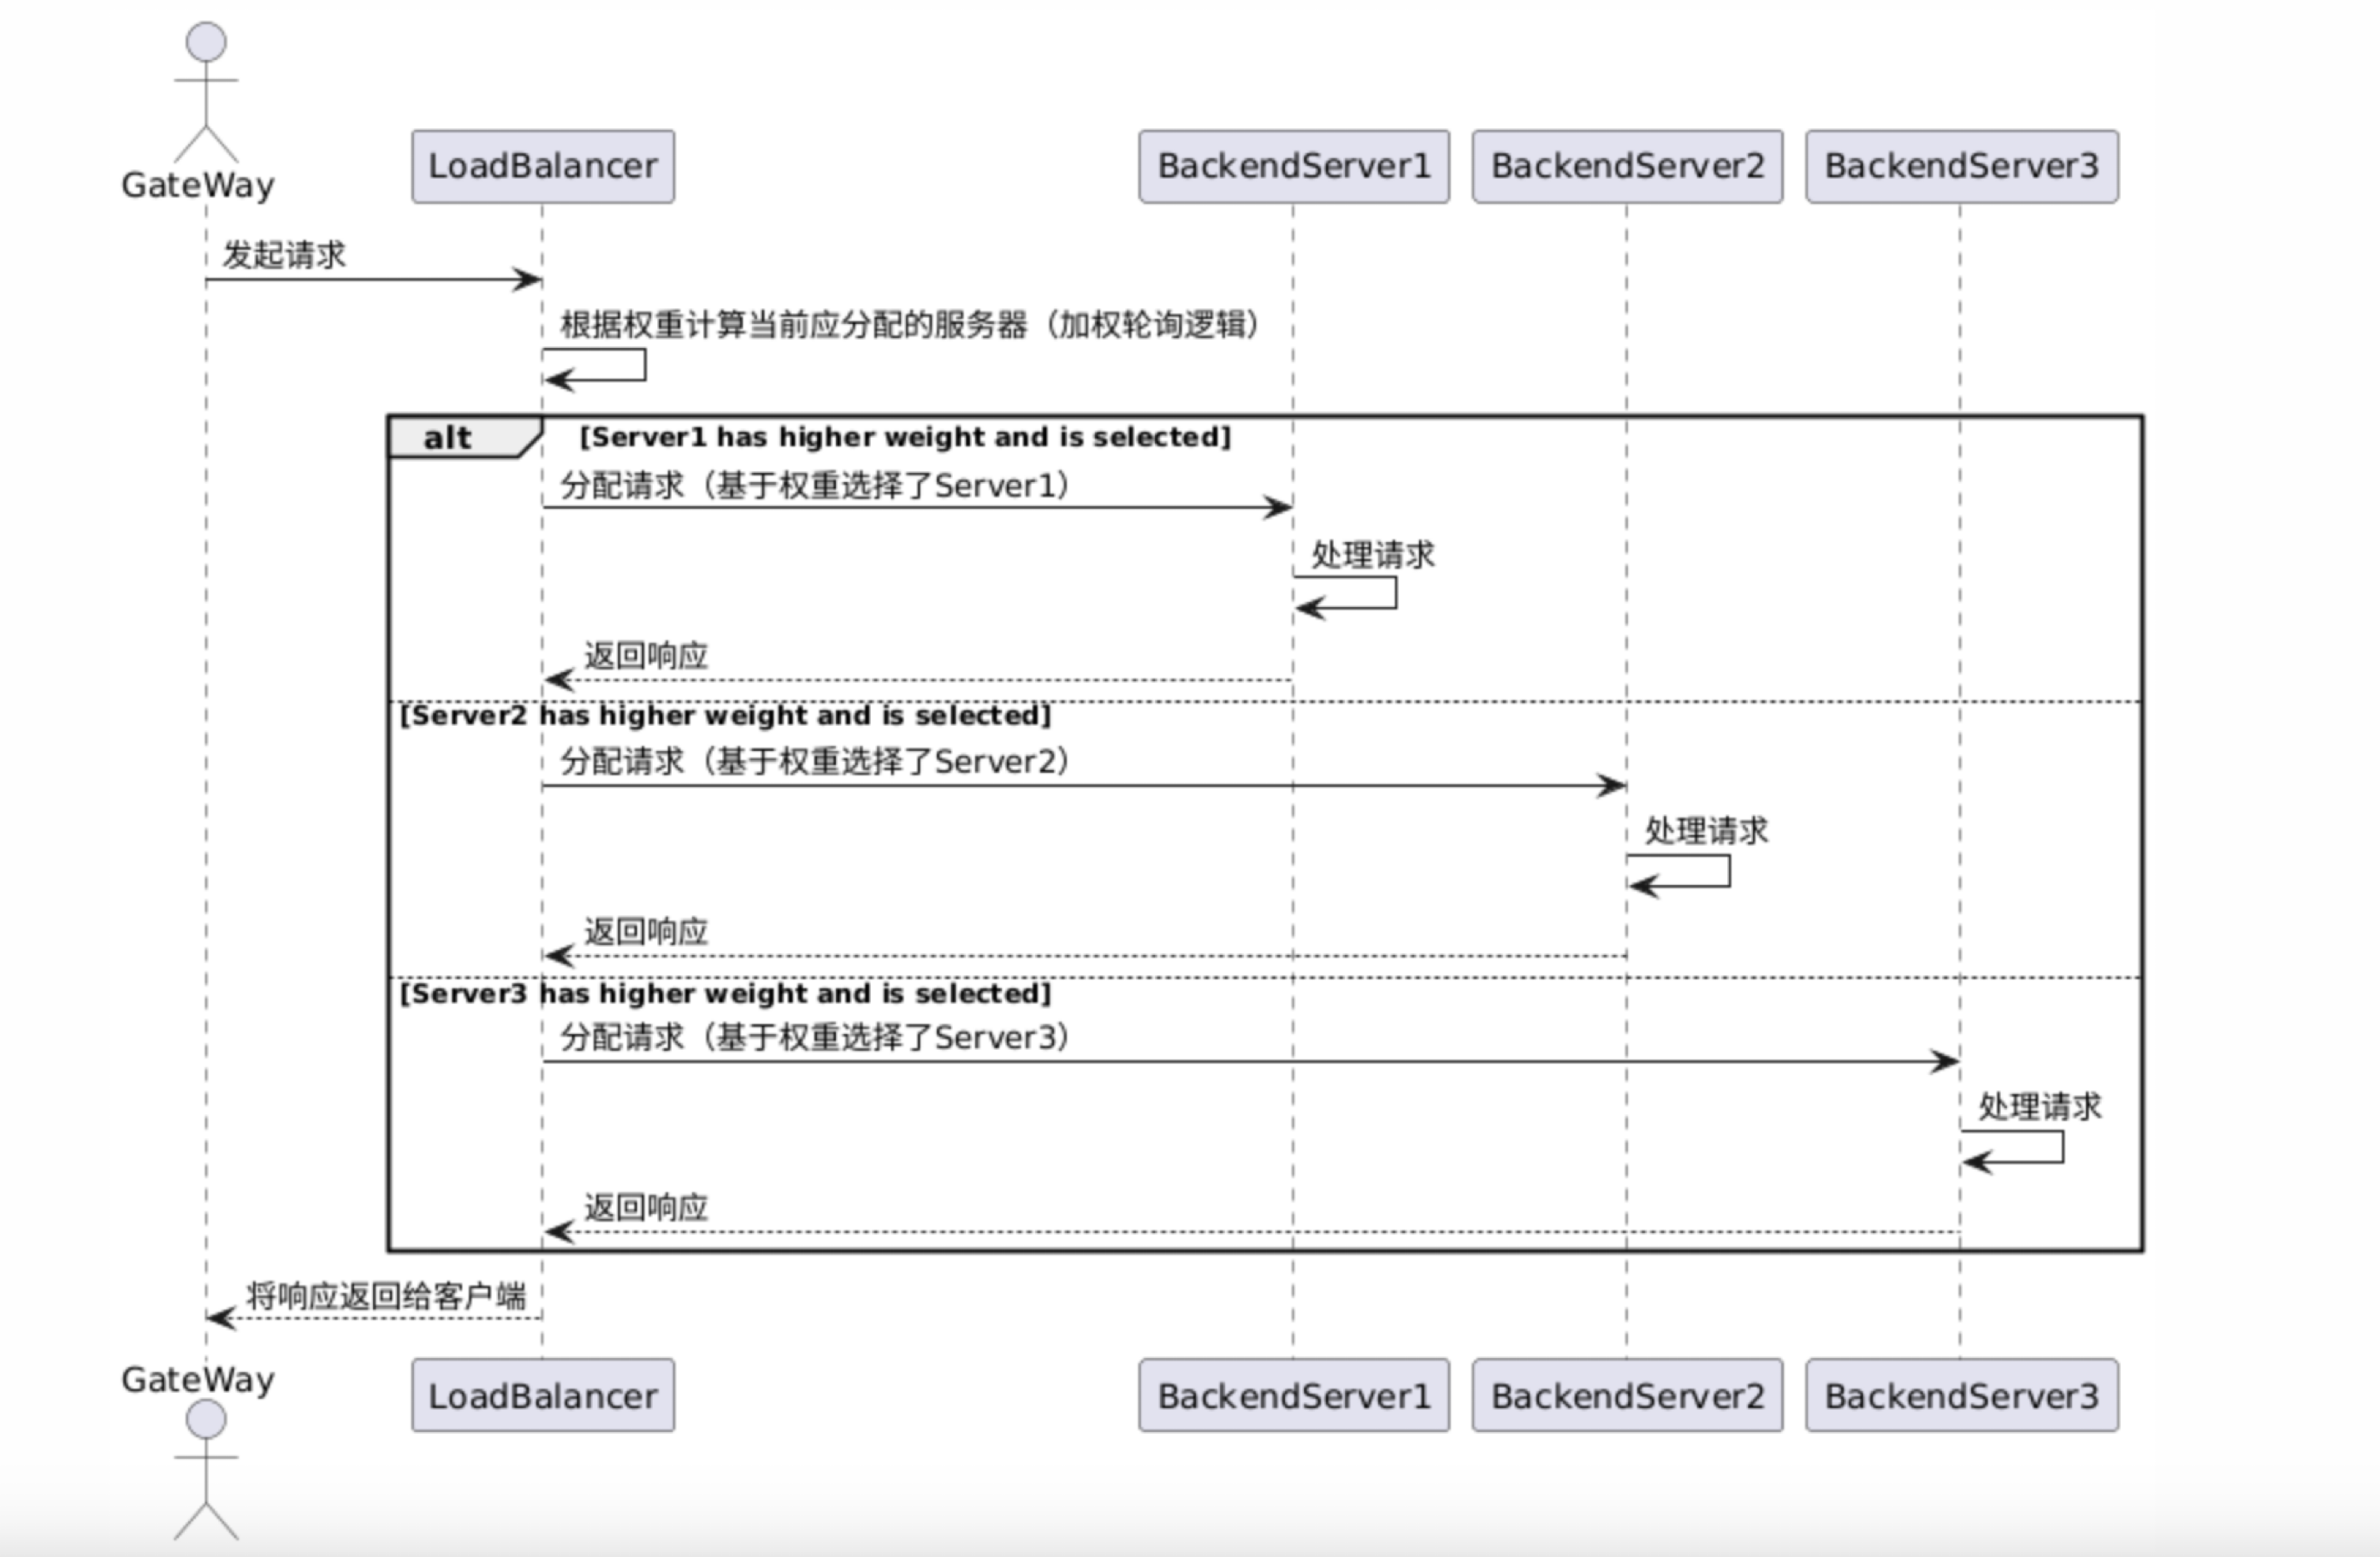 GateWay
LoadBalancer
BackendServer1
BackendServer2
BackendServer3
发起请求
根据权重计算当前应分配的服务器（加权轮询逻辑）
alt
[Server1 has higher weight and is selected]
分配请求（基于权重选择了Server1）
处理请求
返回响应
[Server2 has higher weight and is selected]
分配请求（基于权重选择了Server2）
处理请求
返回响应
[Server3 has higher weight and is selected]
分配请求（基于权重选择了Server3）
处理请求
返回响应
将响应返回给客户端
GateWay
LoadBalancer
BackendServer1
BackendServer2
BackendServer3